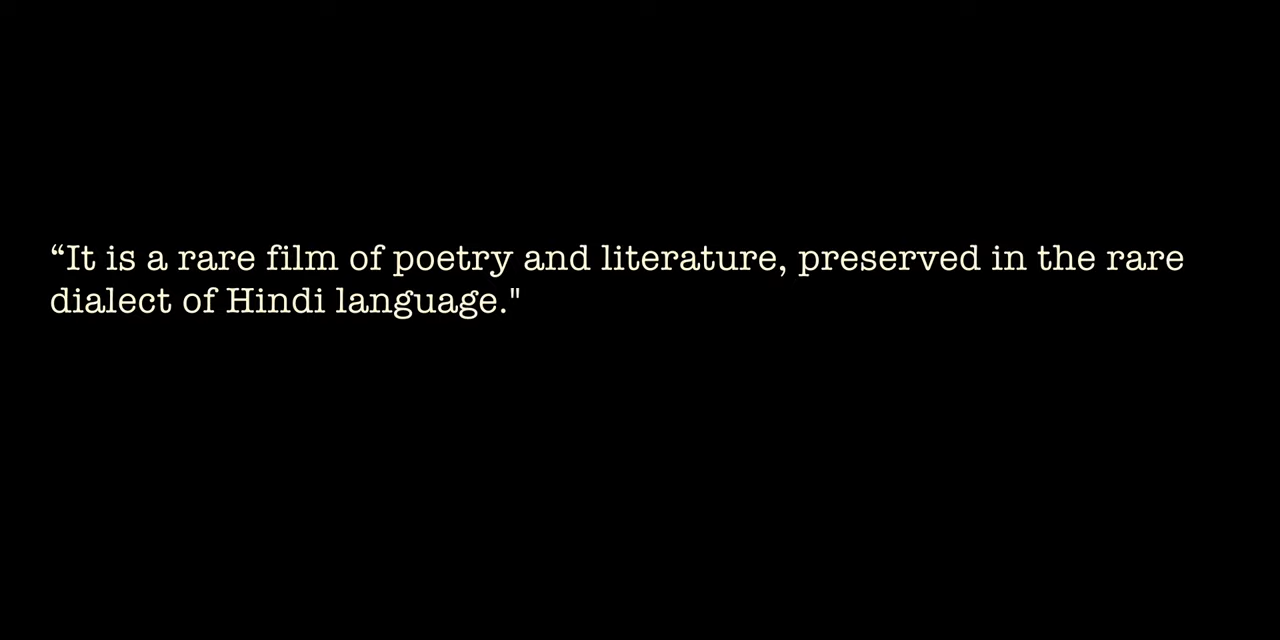 “It is a rare film of poetry and literature, preserved in the rare
dialect of Hindi language."